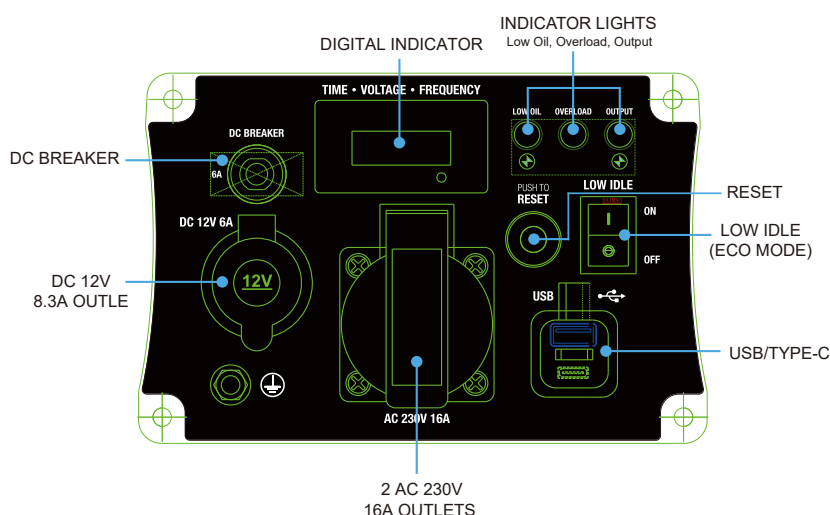 INDICATOR LIGHTS
Low Oil, Overload, Output
DIGITAL INDICATOR
TIME • VOLTAGE • FREQUENCY
LOW OIL OVERLOAD OUTPUT
DC BREAKER
DC BREAKER
6A
PUSH TO
RESET
LOW IDLE
ON
OFF
RESET
LOW IDLE
(ECO MODE)
DC 12V 6A
12V
DC 12V
8.3A OUTLE
USB
USB/TYPE-C
AC 230V 16A
2 AC 230V
16A OUTLETS